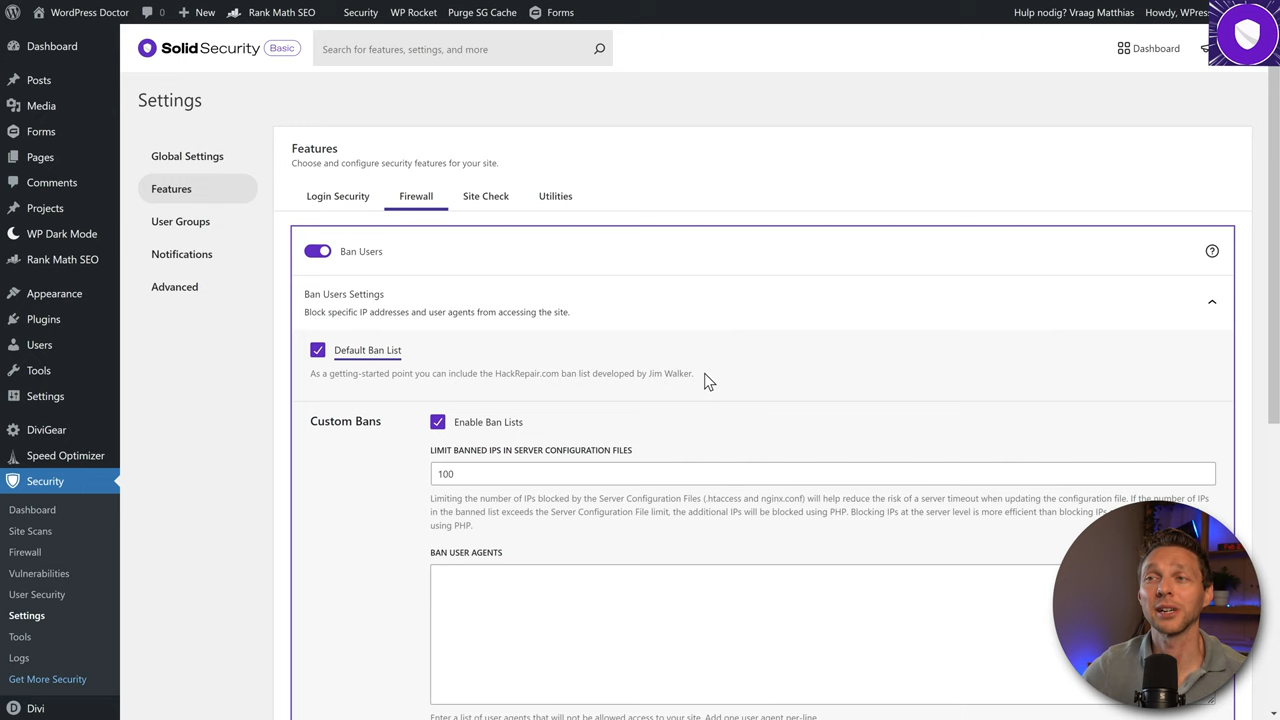 WordPress Doctor
0
New
Rank Math SEO
Security
WP Rocket
Purge SG Cache
Forms
Hulp nodig? Vraag Matthias
Howdy, WPres
Dashboard
Posts
Media
Forms
Pages
Comments
Projects
WP Dark Mode
Rank Math SEO
Appearance
Plugins
Users
Tools
Settings
DiviGear
Speed Optimizer
Security
Dashboard
Site Scans
Firewall
Vulnerabilities
User Security
Settings
Tools
Logs
Get More Security
Divi
SolidSecurity Basic
Search for features, settings, and more
Dashboard
Settings
Global Settings
Features
User Groups
Notifications
Advanced
Features
Choose and configure security features for your site.
Login Security
Firewall
Site Check
Utilities
Ban Users
Ban Users Settings
Block specific IP addresses and user agents from accessing the site.
Default Ban List
As a getting-started point you can include the HackRepair.com ban list developed by Jim Walker.
Custom Bans
Enable Ban Lists
LIMIT BANNED IPS IN SERVER CONFIGURATION FILES
100
Limiting the number of IPs blocked by the Server Configuration Files (.htaccess and nginx.conf) will help reduce the risk of a server timeout when updating the configuration file. If the number of IPs
in the banned list exceeds the Server Configuration File limit, the additional IPs will be blocked using PHP. Blocking IPs at the server level is more efficient than blocking IPs
using PHP.
BAN USER AGENTS
Enter a list of user agents that will not be allowed access to your site. Add one user agent per-line.